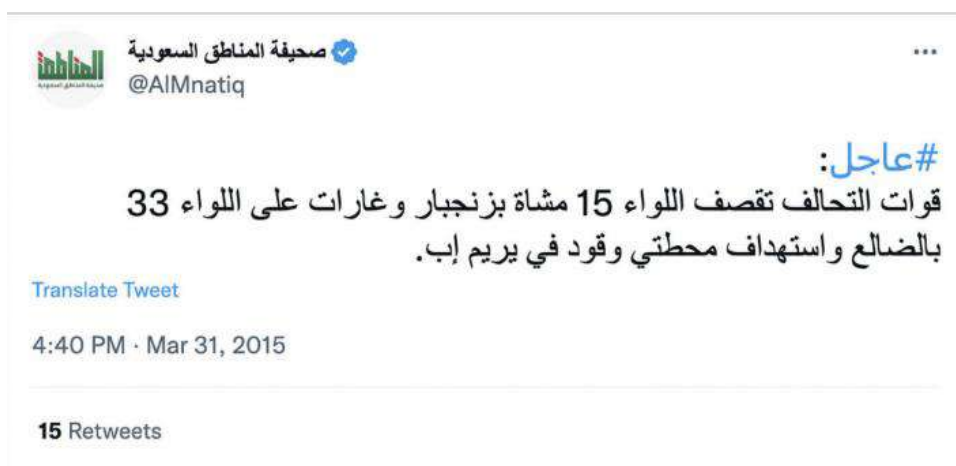 صحيفة المناطق السعودية
@AlMnatiq
المناطق
#عاجل:
قوات التحالف تقصف اللواء 15 مشاة بزنجبار وغارات على اللواء 33
بالضالع واستهداف محطتي وقود في يريم إب.
Translate Tweet
4:40 PM · Mar 31, 2015
15 Retweets